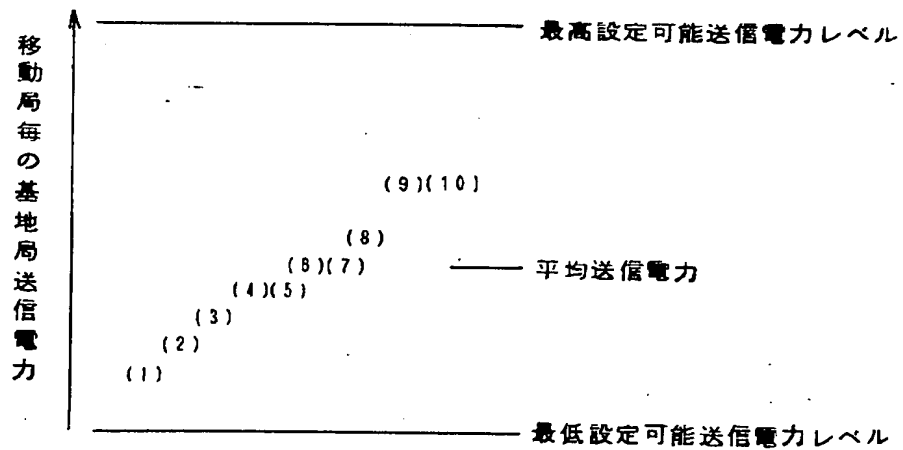 最高設定可能送信電力レベル
移動局毎の基地局送信電力
(9)(10)
(8)
(6)(7)
平均送信電力
(4)(5)
(3)
(2)
(1)
最低設定可能送信電力レベル